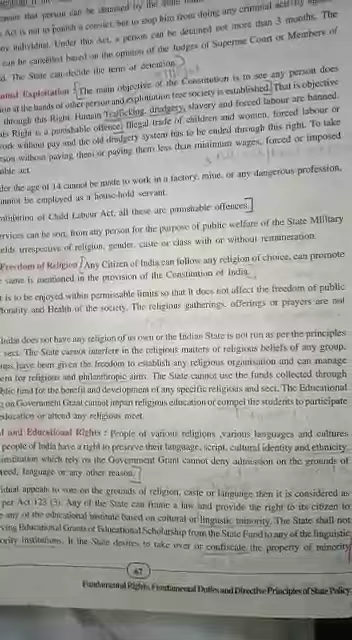 that person can be detained by the state
Act is not to punish a convict, but to stop him from doing any criminal activity
any individual. Under this Act, a person can be detained not more than 3 months. The
can be cancelled based on the opinion of the Judges of Supreme Court or Members of
d. The State can decide the term of detention.
Exploitation : The main objective of the Constitution is to see any person does
at the hands of other person and exploitation free society is established. That is objective
through this Right. Human Trafficking, drudgery, slavery and forced labour are banned.
is Right is a punishable offence. Illegal trade of children and women, forced labour or
work without pay and the old drudgery system has to be ended through this right. To take
son without paying them or paying them less than minimum wages, forced or imposed
able act.
der the age of 14 cannot be made to work in a factory, mine, or any dangerous profession,
annot be employed as a house-hold servant.
ohibition of Child Labour Act, all these are punishable offences.
ervices can be sort, from any person for the purpose of public welfare of the State Military
elds irrespective of religion, gender, caste or class with or without remuneration.
Freedom of Religion : Any Citizen of India can follow any religion of choice, can promote
same is mentioned in the provision of the Constitution of India.
t is to be enjoyed within permissable limits so that it does not affect the freedom of public
Morality and Health of the society. The religious gatherings, offerings or prayers are not
India does not have any religion of its own or the Indian State is not run as per the principles
sect. The State cannot interfere in the religious matters of religious beliefs of any group.
ups have been given the freedom to establish any religious organisation and can manage
ent for religious and philanthropic aims. The State cannot use the funds collected through
blic fund for the benefit and development of any specific religious and sect. The Educational
on Government Grant cannot impart religious education or compel the students to participate
education or attend any religious meet.
l and Educational Rights : People of various religions ,various languages and cultures
people of India have a right to preserve their language, script, cultural identity and ethnicity.
institution which rely on the Government Grant cannot deny admission on the grounds of
reed, language or any other reason.
vidual appeals to vote on the grounds of religion, caste or language then it is considered as
per Act 123 (3). Any of the State can frame a law and provide the right to its citizen to
any of the educational institute based on cultural or linguistic minority. The State shall not
ving Educational Grants or Educational Scholarship from the State Fund to any of the linguistic
ority Institutions. If the State desires to take over or confiscate the property of minority
67
Fundamental Rights, Fundamental Duties and Directive Principles of State Policy